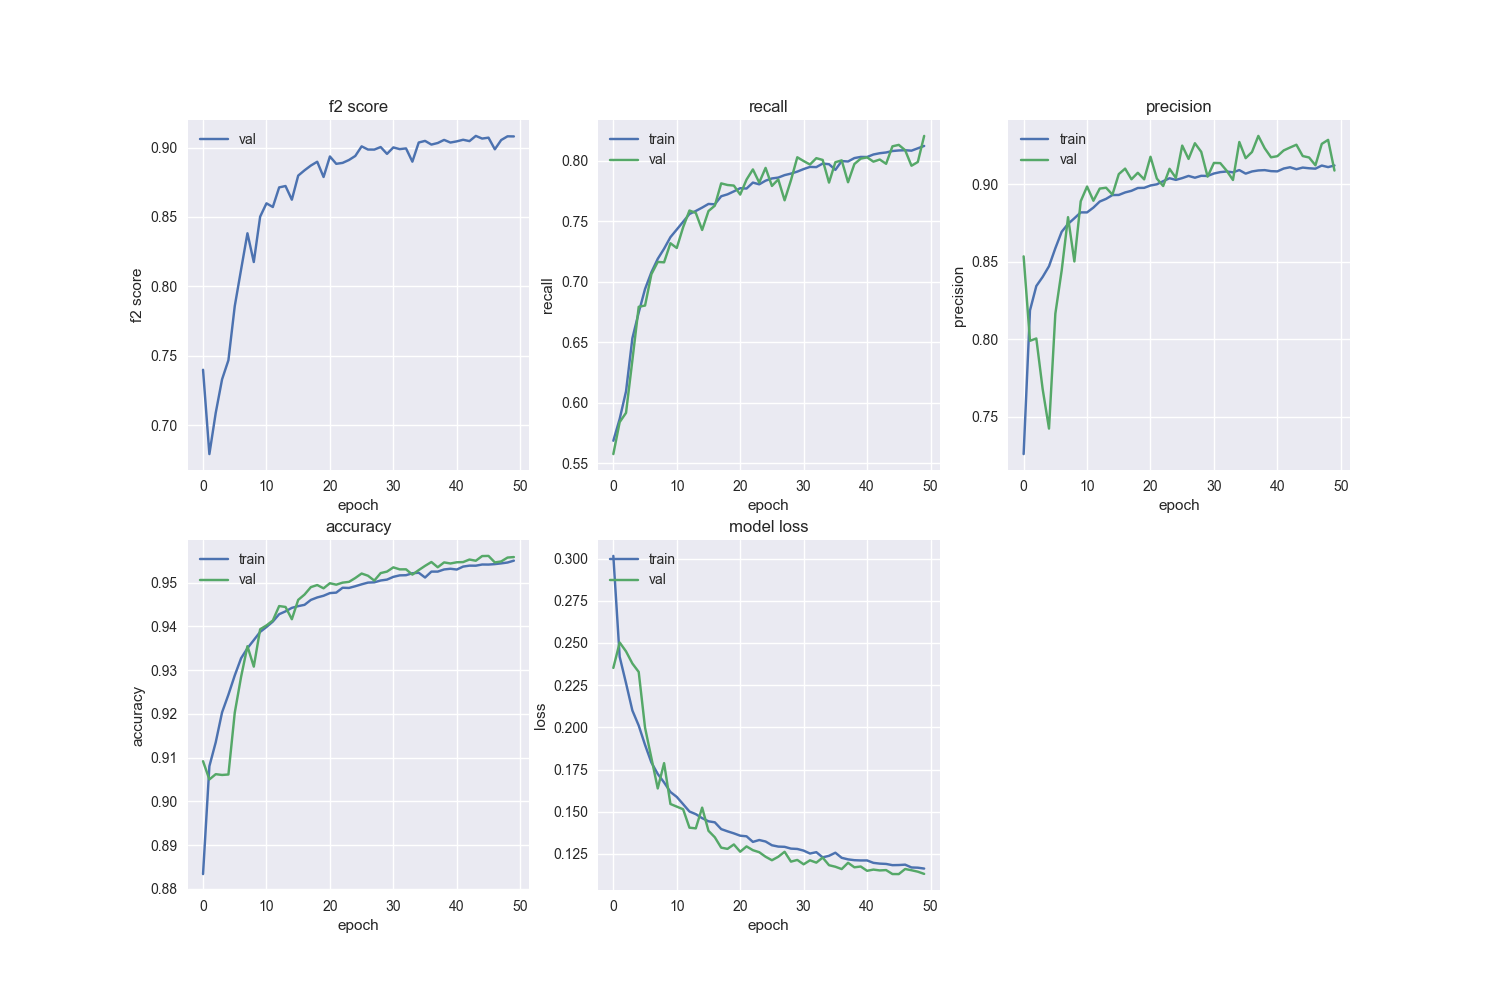 f2 score
val
0.90
0.85
0.80
0.75
0.70
f2 score
0 10 20 30 40 50
epoch
recall
train
val
0.80
0.75
0.70
0.65
0.60
0.55
recall
0 10 20 30 40 50
epoch
precision
train
val
0.90
0.85
0.80
0.75
precision
0 10 20 30 40 50
epoch
accuracy
train
val
0.95
0.94
0.93
0.92
0.91
0.90
0.89
0.88
accuracy
0 10 20 30 40 50
epoch
model loss
train
val
0.300
0.275
0.250
0.225
0.200
0.175
0.150
0.125
loss
0 10 20 30 40 50
epoch